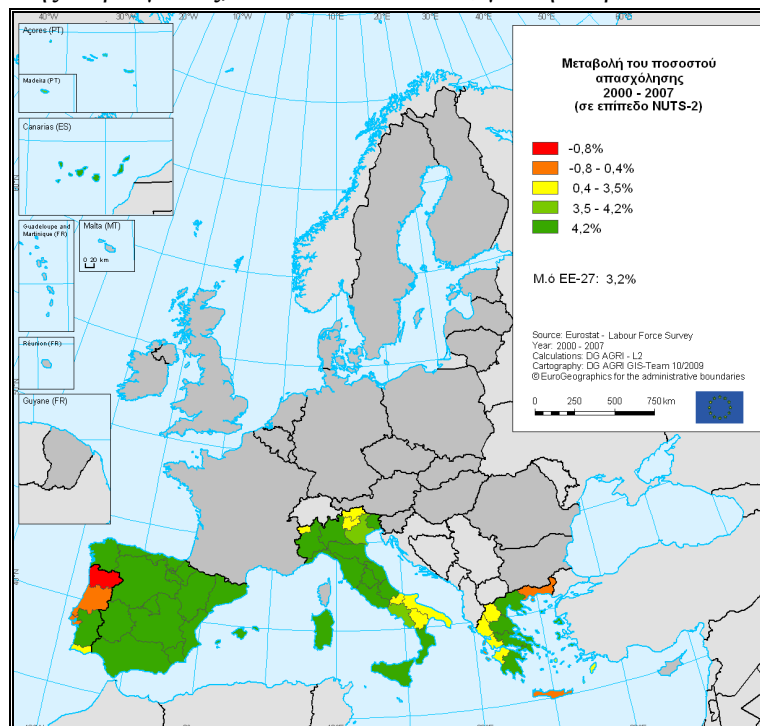 Açores (PT)
Madeira (PT)
Canarias (ES)
Guadeloupe and
Martinique (FR)
Malta (MT)
0 20 km
Réunion (FR)
Guyane (FR)
40°W
30°W
20°W
10°W
0°E
10°E
20°E
30°E
40°E
50°E
60°E
Μεταβολή του ποσοστού
απασχόλησης
2000 - 2007
(σε επίπεδο NUTS-2)
-0,8%
-0,8 - 0,4%
0,4 - 3,5%
3,5 - 4,2%
4,2%
Μ.ό ΕΕ-27: 3,2%
Source: Eurostat - Labour Force Survey
Year: 2000 - 2007
Calculations: DG AGRI - L2
Cartography: DG AGRI GIS-Team 10/2009
© EuroGeographics for the administrative boundaries
0 250 500 750 km